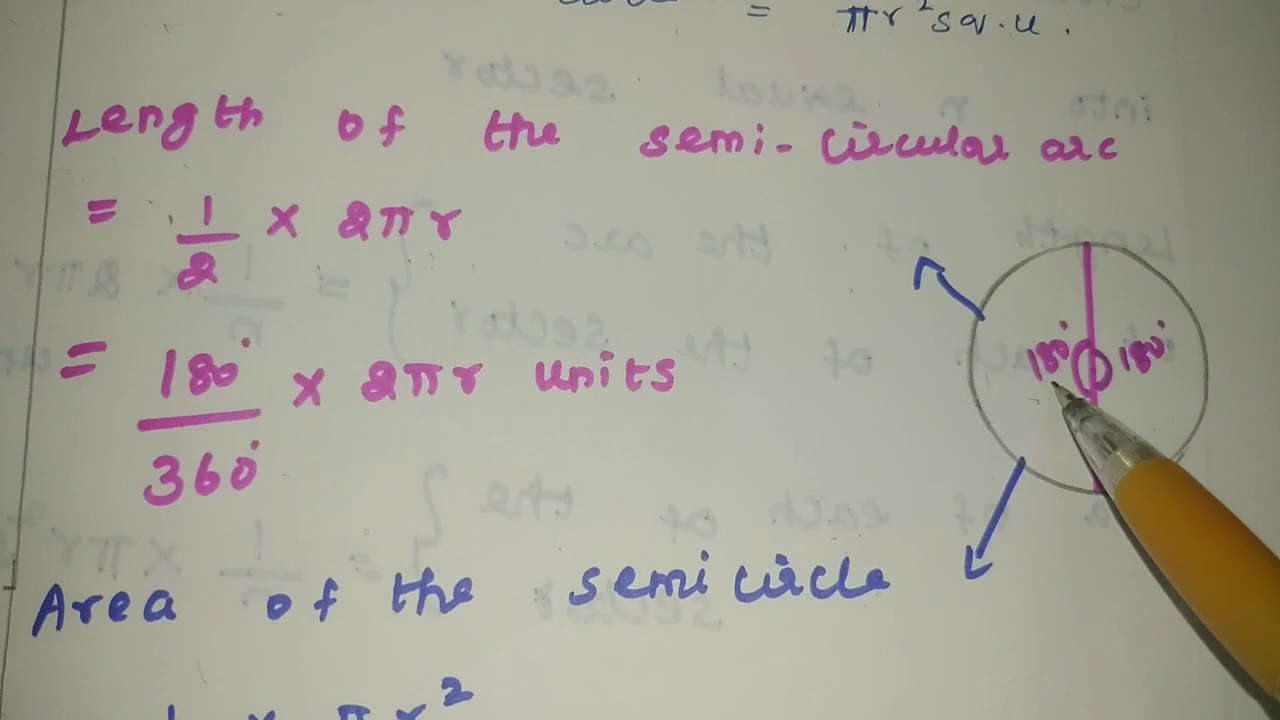 = πr² sq.u.
Length of the semi-circular arc
= 1/2 × 2πr
= 180°/360° × 2πr units
180° 180°
Area of the semicircle
× πr²